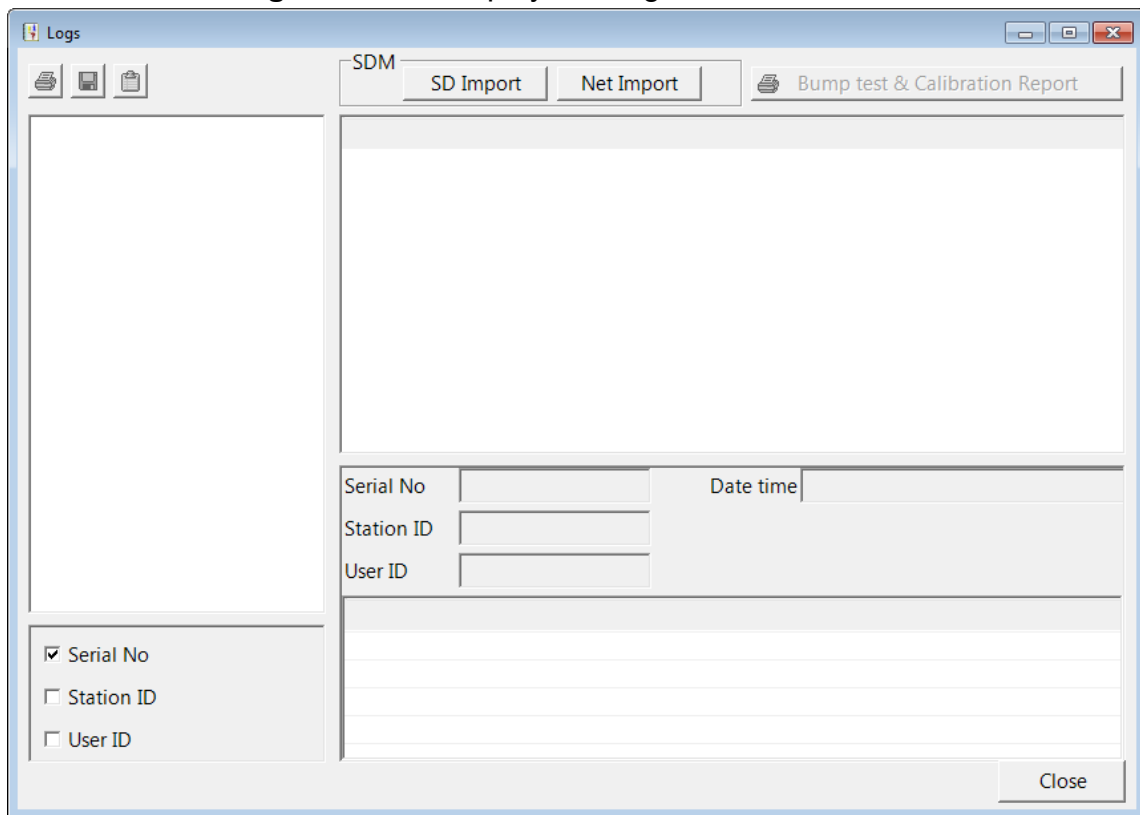 Logs
SDM
SD Import
Net Import
Bump test & Calibration Report
Serial No
Date time
Station ID
User ID
Serial No
Station ID
User ID
Close